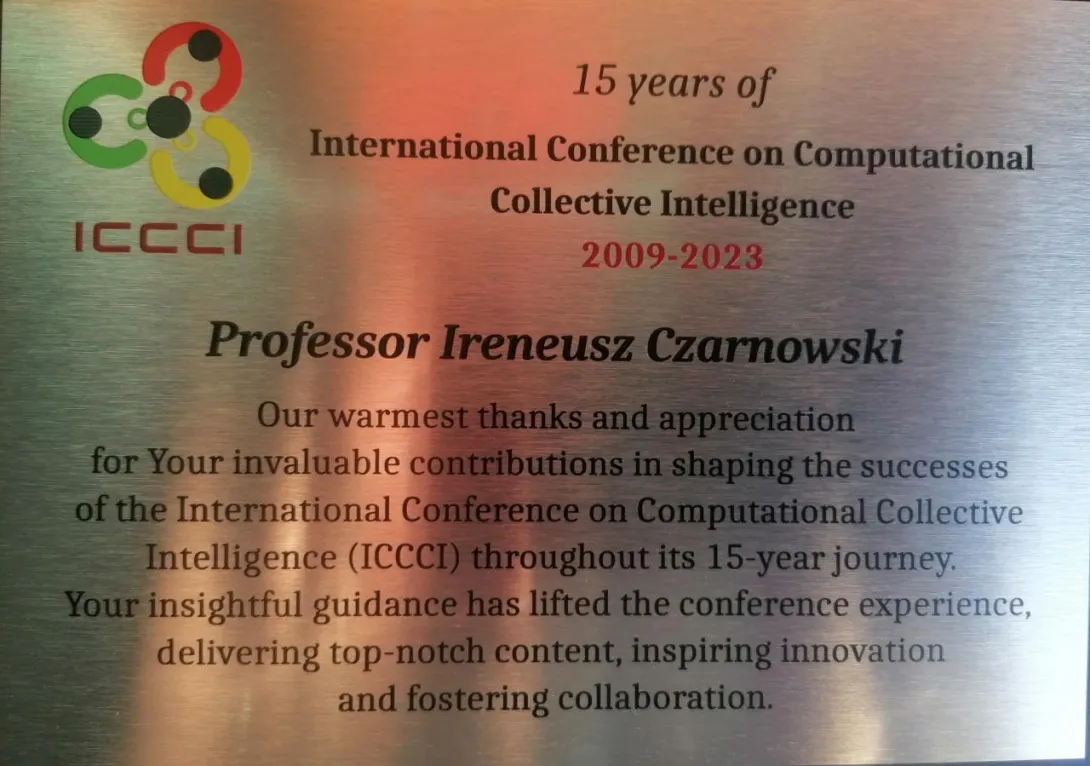 15 years of
International Conference on Computational
Collective Intelligence
2009-2023
ICCCI
Professor Ireneusz Czarnowski
Our warmest thanks and appreciation
for Your invaluable contributions in shaping the successes
of the International Conference on Computational Collective
Intelligence (ICCCI) throughout its 15-year journey.
Your insightful guidance has lifted the conference experience,
delivering top-notch content, inspiring innovation
and fostering collaboration.